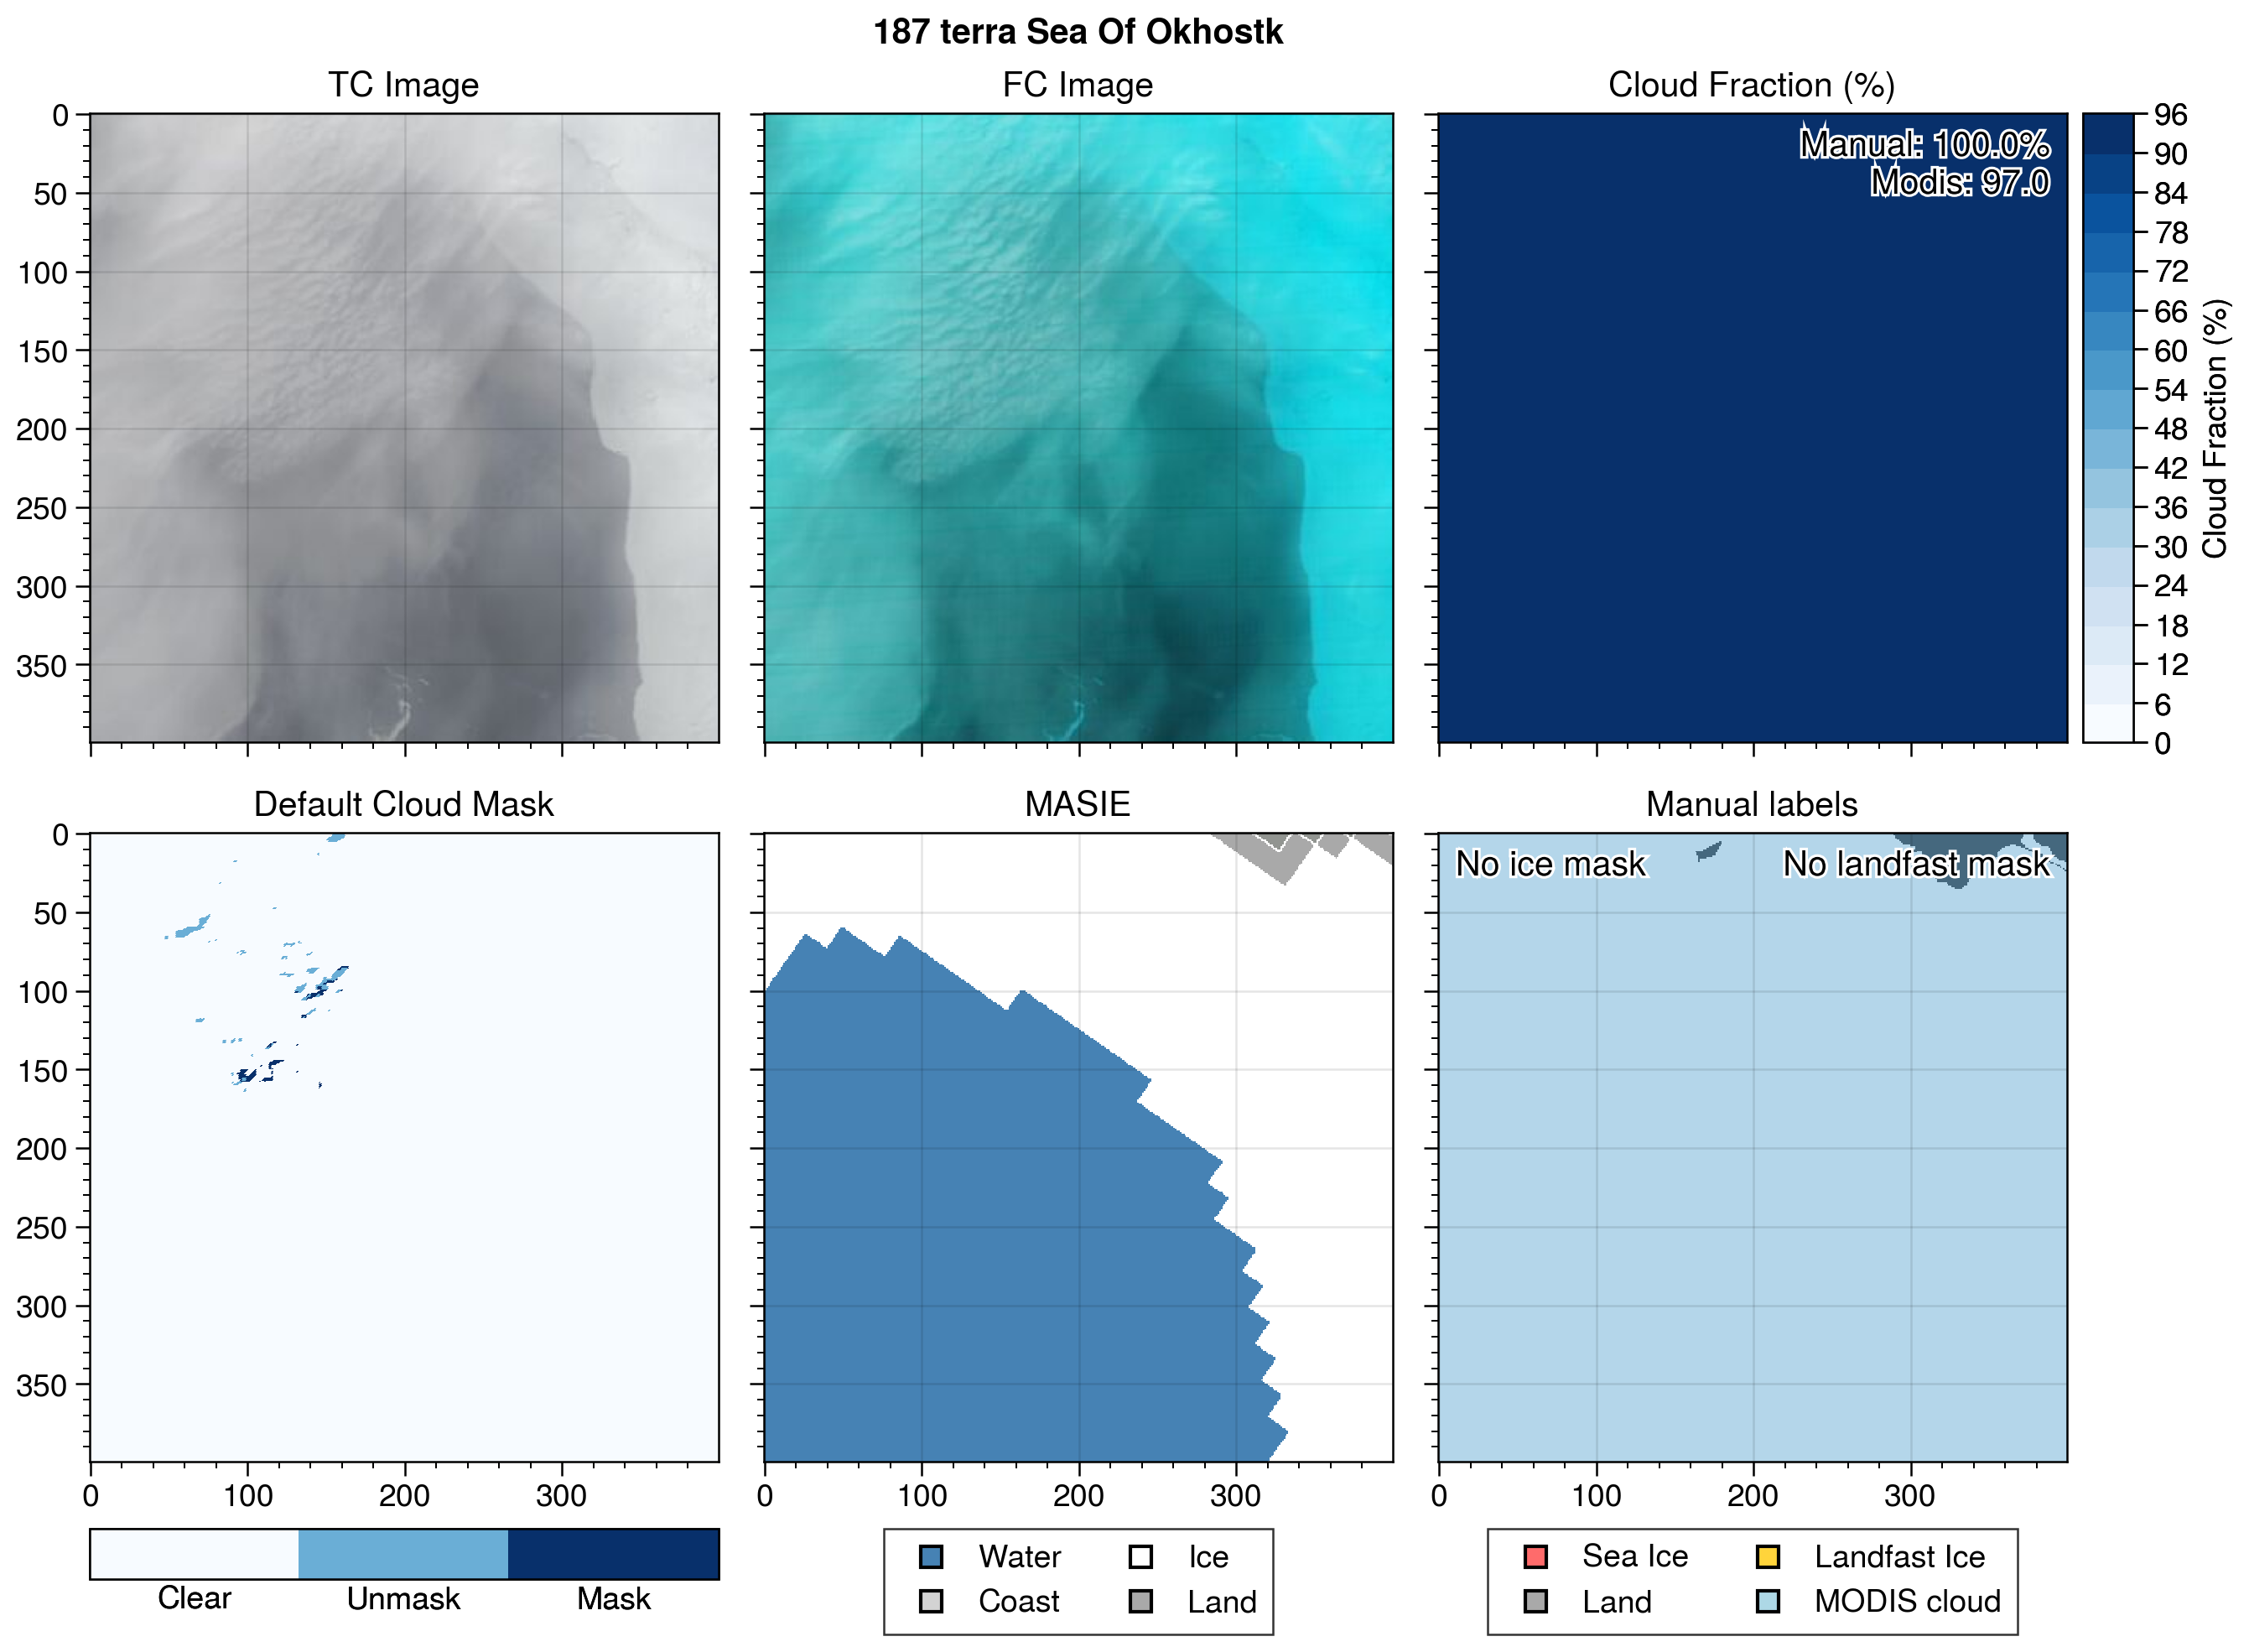 187 terra Sea Of Okhostk
TC Image
FC Image
Cloud Fraction (%)
0
50
100
150
200
250
300
350
Manual: 100.0%
Modis: 97.0
96
90
84
78
72
66
60
54
48
42
36
30
24
18
12
6
0
Cloud Fraction (%)
Default Cloud Mask
MASIE
Manual labels
0
50
100
150
200
250
300
350
No ice mask
No landfast mask
0 100 200 300
0 100 200 300
0 100 200 300
Clear Unmask Mask
Water Ice
Coast Land
Sea Ice Landfast Ice
Land MODIS cloud